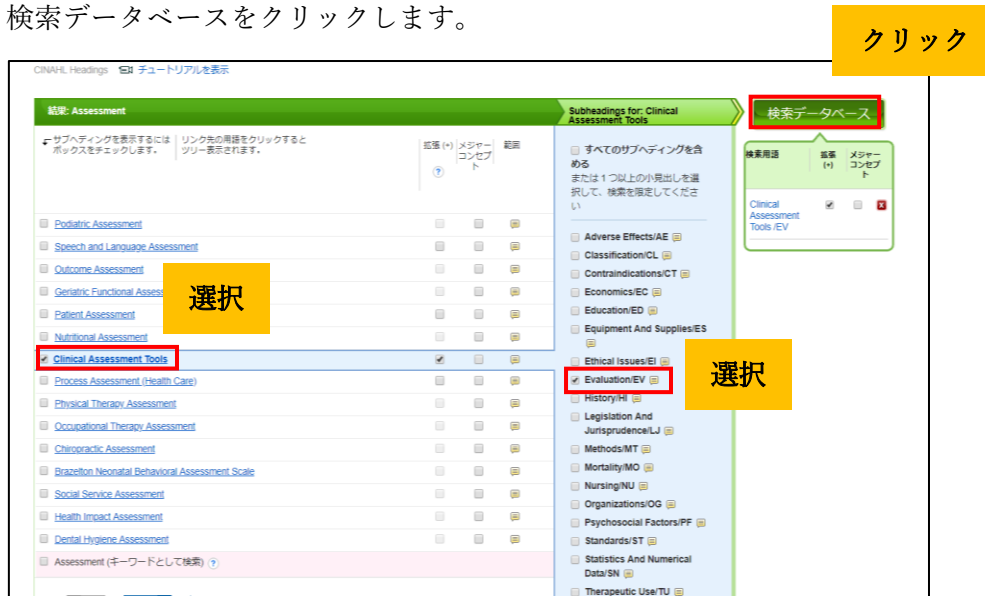 検索データベースをクリックします。
クリック
CINAHL Headings チュートリアルを表示
結果: Assessment
サブヘディングを表示するには
ボックスをチェックします。
リンク先の用語をクリックすると
ツリー表示されます。
拡張 (+)
メジャー
コンセプ
ト
範囲
?
Podiatric Assessment
Speech and Language Assessment
Outcome Assessment
Geriatric Functional Assess
選択
Patient Assessment
Nutritional Assessment
Clinical Assessment Tools
Process Assessment (Health Care)
Physical Therapy Assessment
Occupational Therapy Assessment
Chiropractic Assessment
Brazelton Neonatal Behavioral Assessment Scale
Social Service Assessment
Health Impact Assessment
Dental Hygiene Assessment
Assessment (キーワードとして検索) ?
Subheadings for: Clinical
Assessment Tools
すべてのサブヘディングを含
める
または 1 つ以上の小見出しを選
択して、検索を限定してくださ
い
Adverse Effects/AE
Classification/CL
Contraindications/CT
Economics/EC
Education/ED
Equipment And Supplies/ES
Ethical Issues/EI
Evaluation/EV
選択
History/HI
Legislation And
Jurisprudence/LJ
Methods/MT
Mortality/MO
Nursing/NU
Organizations/OG
Psychosocial Factors/PF
Standards/ST
Statistics And Numerical
Data/SN
Therapeutic Use/TU
検索データベース
検索用語
拡張
(+)
メジャー
コンセプ
ト
Clinical
Assessment
Tools /EV